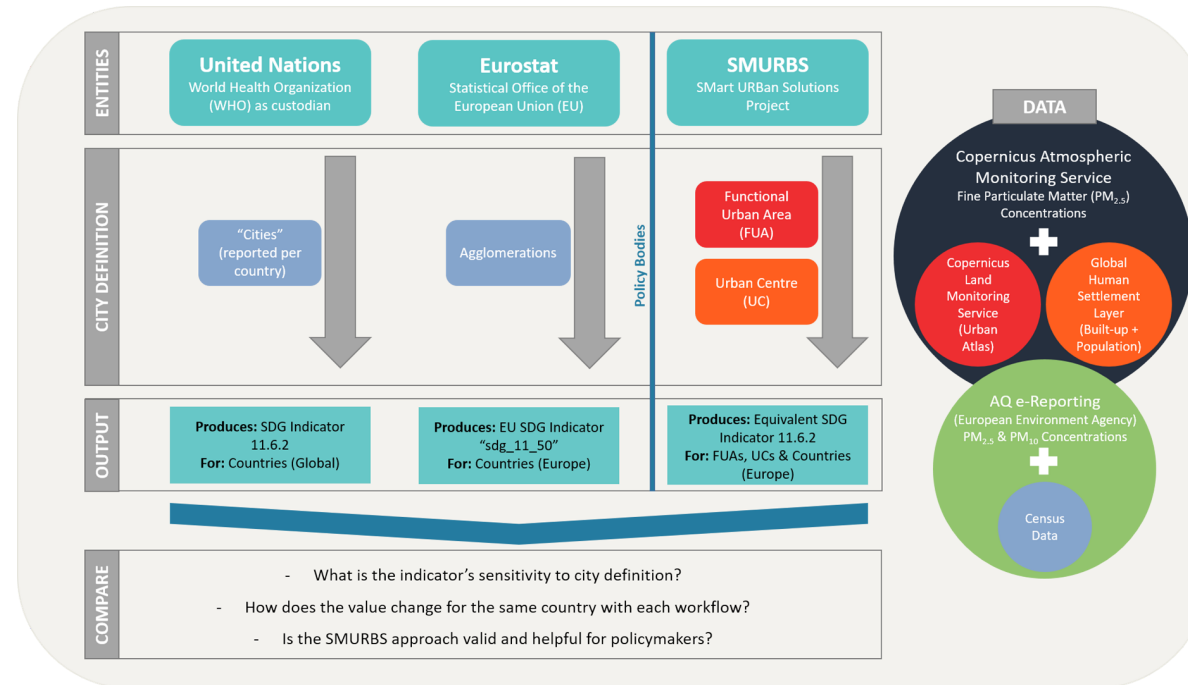 ENTITIES
United Nations
World Health Organization
(WHO) as custodian
Eurostat
Statistical Office of the
European Union (EU)
SMURBS
SMart URBan Solutions
Project
CITY DEFINITION
“Cities”
(reported per
country)
Agglomerations
Policy Bodies
Functional
Urban Area
(FUA)
Urban Centre
(UC)
OUTPUT
Produces: SDG Indicator
11.6.2
For: Countries (Global)
Produces: EU SDG Indicator
“sdg_11_50”
For: Countries (Europe)
Produces: Equivalent SDG
Indicator 11.6.2
For: FUAs, UCs & Countries
(Europe)
COMPARE
- What is the indicator’s sensitivity to city definition?
- How does the value change for the same country with each workflow?
- Is the SMURBS approach valid and helpful for policymakers?
DATA
Copernicus Atmospheric
Monitoring Service
Fine Particulate Matter (PM2.5)
Concentrations
Copernicus
Land
Monitoring
Service
(Urban
Atlas)
Global
Human
Settlement
Layer
(Built-up +
Population)
AQ e-Reporting
(European Environment Agency)
PM2.5 & PM10 Concentrations
Census
Data